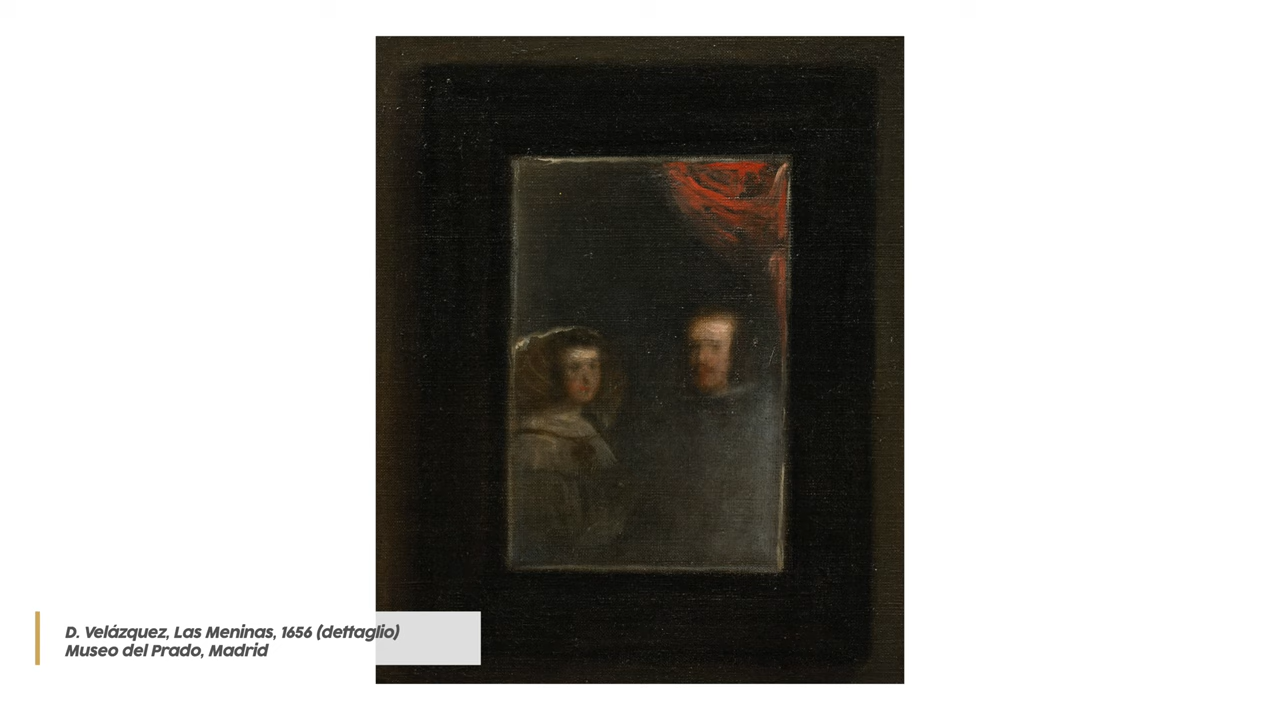 D. Velázquez, Las Meninas, 1656 (dettaglio)
Museo del Prado, Madrid